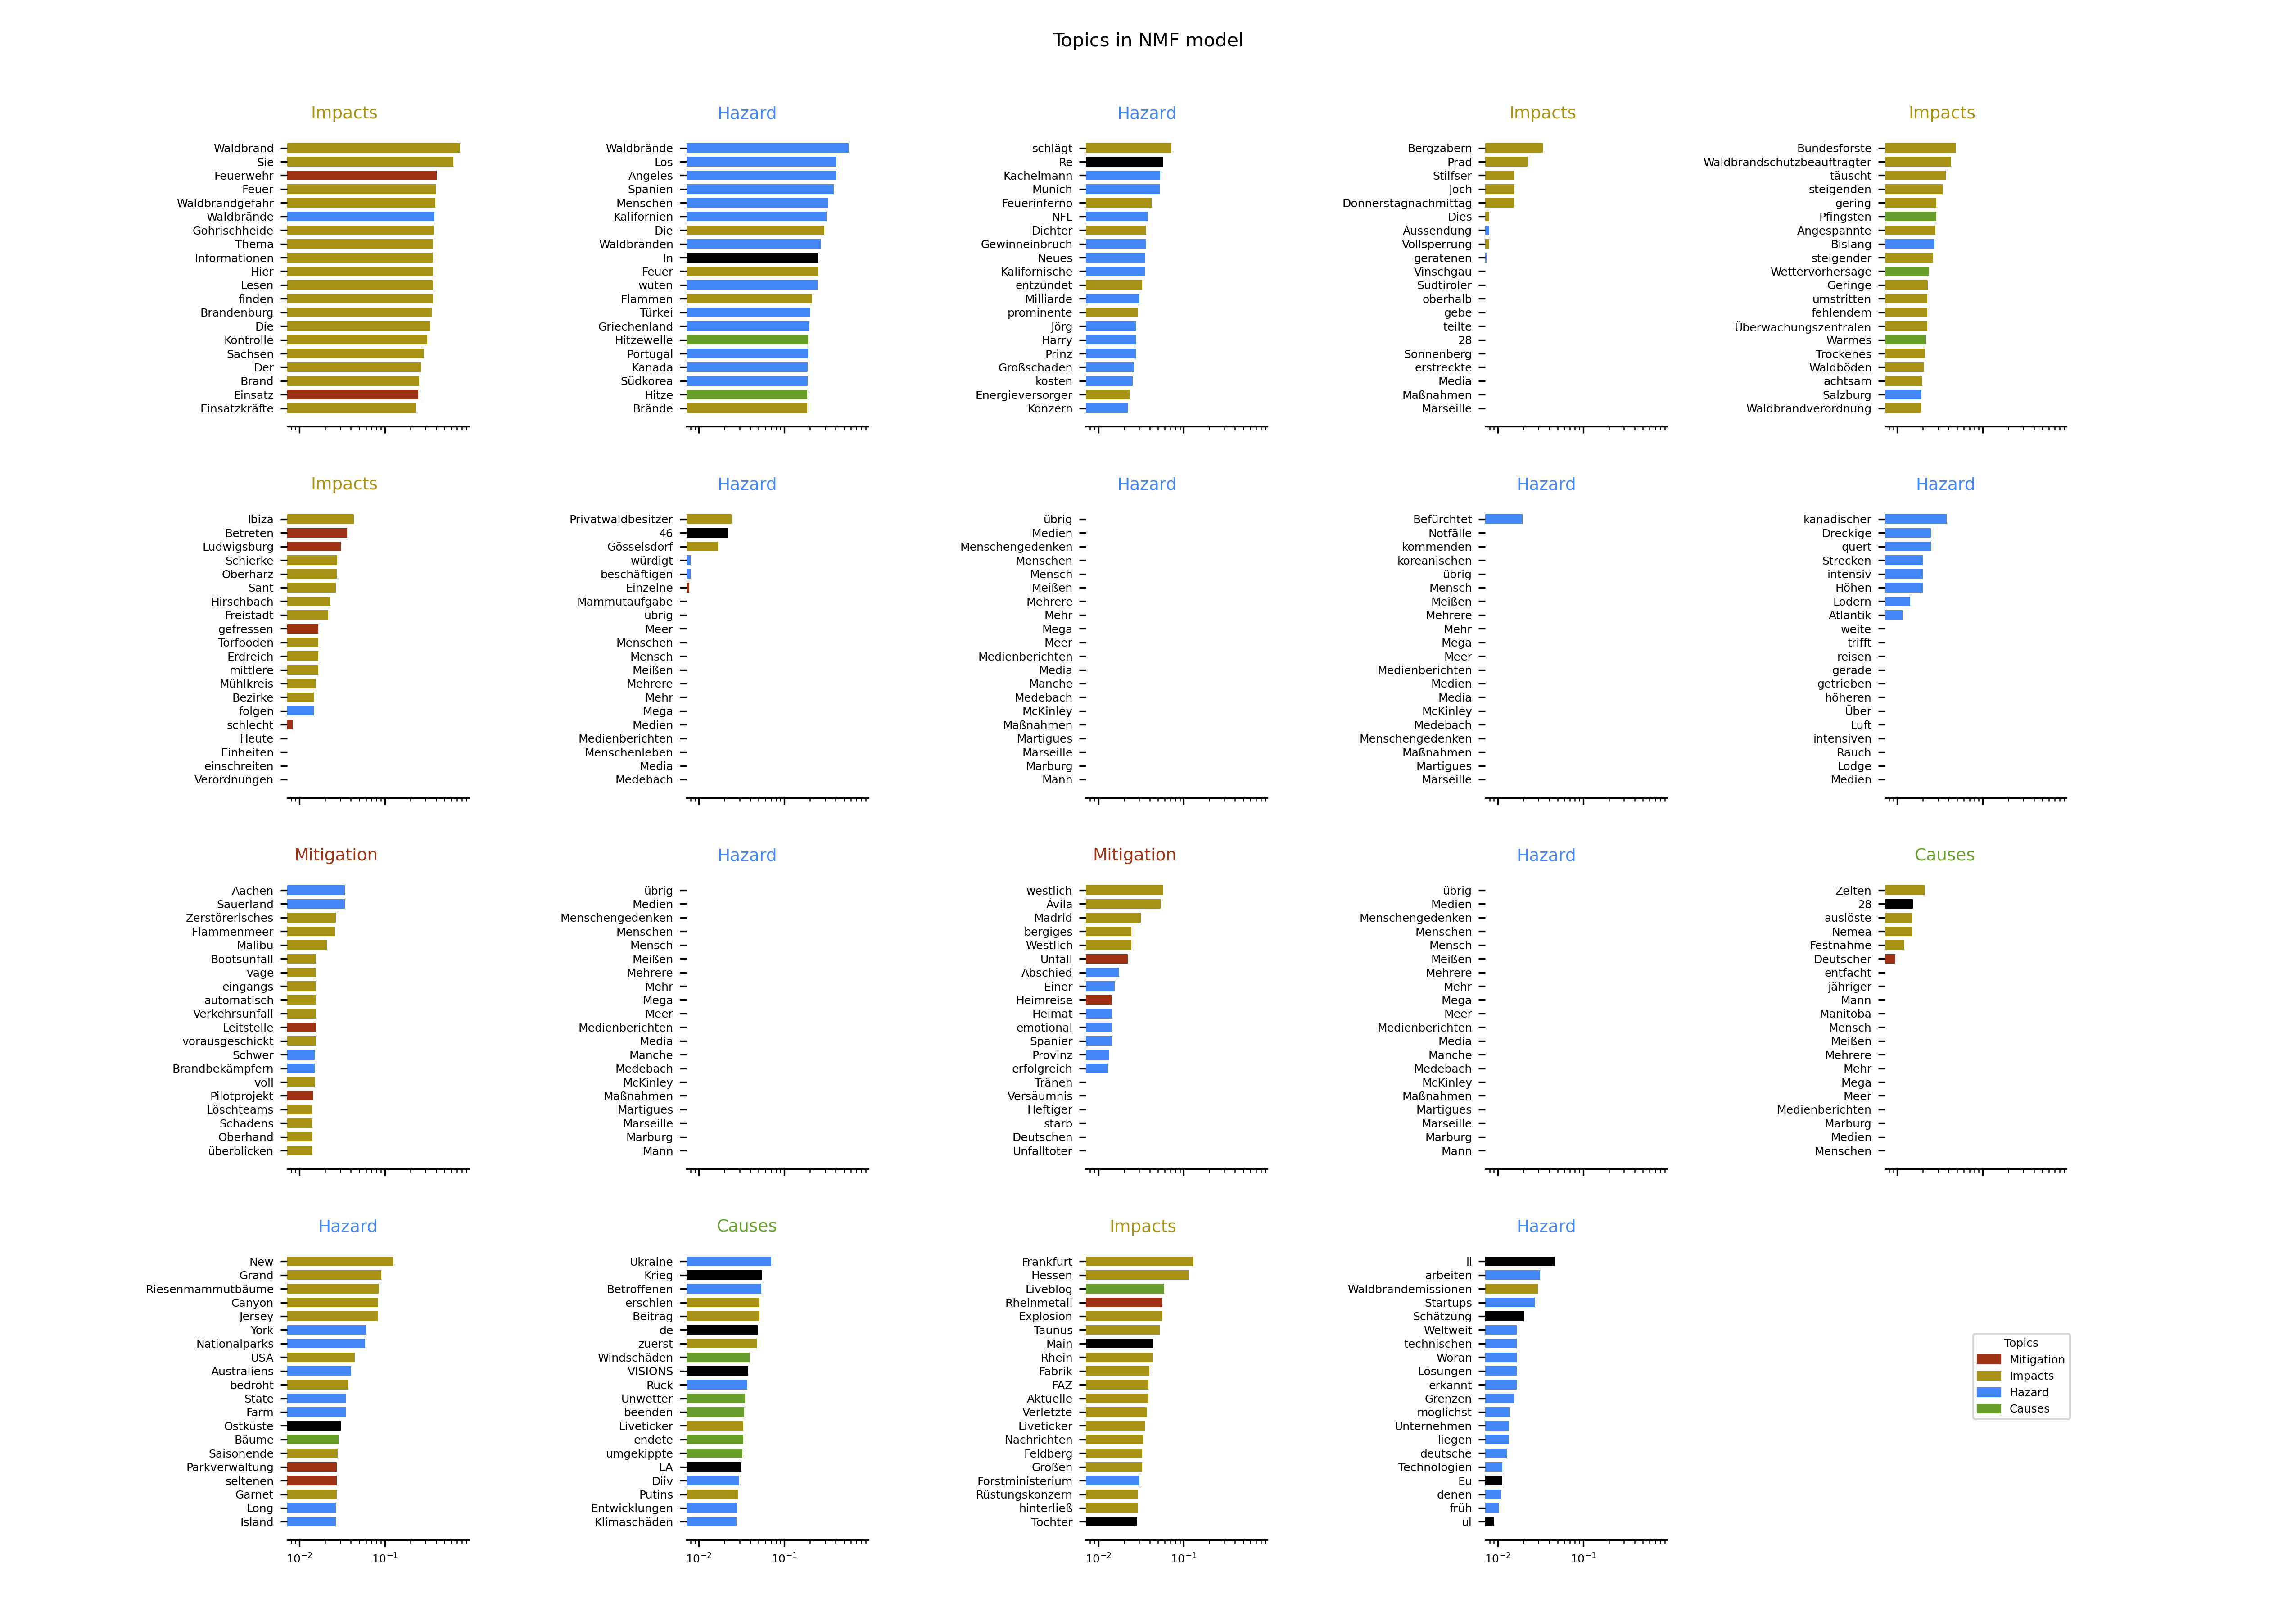 Topics in NMF model
Impacts
Waldbrand
Sie
Feuerwehr
Feuer
Waldbrandgefahr
Waldbrände
Gohrischheide
Thema
Informationen
Hier
Lesen
finden
Brandenburg
Die
Kontrolle
Sachsen
Der
Brand
Einsatz
Einsatzkräfte
Hazard
Waldbrände
Los
Angeles
Spanien
Menschen
Kalifornien
Die
Waldbränden
In
Feuer
wüten
Flammen
Türkei
Griechenland
Hitzewelle
Portugal
Kanada
Südkorea
Hitze
Brände
Hazard
schlägt
Re
Kachelmann
Munich
Feuerinferno
NFL
Dichter
Gewinneinbruch
Neues
Kalifornische
entzündet
Milliarde
prominente
Jörg
Harry
Prinz
Großschaden
kosten
Energieversorger
Konzern
Impacts
Bergzabern
Prad
Stilfser
Joch
Donnerstagnachmittag
Dies
Aussendung
Vollsperrung
geratenen
Vinschgau
Südtiroler
oberhalb
gebe
teilte
28
Sonnenberg
erstreckte
Media
Maßnahmen
Marseille
Impacts
Bundesforste
Waldbrandschutzbeauftragter
täuscht
steigenden
gering
Pfingsten
Angespannte
Bislang
steigender
Wettervorhersage
Geringe
umstritten
fehlendem
Überwachungszentralen
Warmes
Trockenes
Waldböden
achtsam
Salzburg
Waldbrandverordnung
Impacts
Ibiza
Betreten
Ludwigsburg
Schierke
Oberharz
Sant
Hirschbach
Freistadt
gefressen
Torfboden
Erdreich
mittlere
Mühlkreis
Bezirke
folgen
schlecht
Heute
Einheiten
einschreiten
Verordnungen
Hazard
Privatwaldbesitzer
46
Gösselsdorf
würdigt
beschäftigen
Einzelne
Mammutaufgabe
übrig
Meer
Menschen
Mensch
Meißen
Mehrere
Mehr
Mega
Medien
Medienberichten
Menschenleben
Media
Medebach
Hazard
übrig
Medien
Menschengedenken
Menschen
Mensch
Meißen
Mehrere
Mehr
Mega
Meer
Medienberichten
Media
Manche
Medebach
McKinley
Maßnahmen
Martigues
Marseille
Marburg
Mann
Hazard
Befürchtet
Notfälle
kommenden
koreanischen
übrig
Mensch
Meißen
Mehrere
Mehr
Mega
Meer
Medienberichten
Medien
Media
McKinley
Medebach
Menschengedenken
Maßnahmen
Martigues
Marseille
Hazard
kanadischer
Dreckige
quert
Strecken
intensiv
Höhen
Lodern
Atlantik
weite
trifft
reisen
gerade
getrieben
höheren
Über
Luft
intensiven
Rauch
Lodge
Medien
Mitigation
Aachen
Sauerland
Zerstörerisches
Flammenmeer
Malibu
Bootsunfall
vage
eingangs
automatisch
Verkehrsunfall
Leitstelle
vorausgeschickt
Schwer
Brandbekämpfern
voll
Pilotprojekt
Löschteams
Schadens
Oberhand
überblicken
Hazard
übrig
Medien
Menschengedenken
Menschen
Mensch
Meißen
Mehrere
Mehr
Mega
Meer
Medienberichten
Media
Manche
Medebach
McKinley
Maßnahmen
Martigues
Marseille
Marburg
Mann
Mitigation
westlich
Ávila
Madrid
bergiges
Westlich
Unfall
Abschied
Einer
Heimreise
Heimat
emotional
Spanier
Provinz
erfolgreich
Tränen
Versäumnis
Heftiger
starb
Deutschen
Unfalltoter
Hazard
übrig
Medien
Menschengedenken
Menschen
Mensch
Meißen
Mehrere
Mehr
Mega
Meer
Medienberichten
Media
Manche
Medebach
McKinley
Maßnahmen
Martigues
Marseille
Marburg
Mann
Causes
Zelten
28
auslöste
Nemea
Festnahme
Deutscher
entfacht
jähriger
Mann
Manitoba
Mensch
Meißen
Mehrere
Mehr
Mega
Meer
Medienberichten
Marburg
Medien
Menschen
Hazard
New
Grand
Riesenmammutbäume
Canyon
Jersey
York
Nationalparks
USA
Australiens
bedroht
State
Farm
Ostküste
Bäume
Saisonende
Parkverwaltung
seltenen
Garnet
Long
Island
10⁻² 10⁻¹
Causes
Ukraine
Krieg
Betroffenen
erschien
Beitrag
de
zuerst
Windschäden
VISIONS
Rück
Unwetter
beenden
Liveticker
endete
umgekippte
LA
Diiv
Putins
Entwicklungen
Klimaschäden
10⁻² 10⁻¹
Impacts
Frankfurt
Hessen
Liveblog
Rheinmetall
Explosion
Taunus
Main
Rhein
Fabrik
FAZ
Aktuelle
Verletzte
Liveticker
Nachrichten
Feldberg
Großen
Forstministerium
Rüstungskonzern
hinterließ
Tochter
10⁻² 10⁻¹
Hazard
li
arbeiten
Waldbrandemissionen
Startups
Schätzung
Weltweit
technischen
Woran
Lösungen
erkannt
Grenzen
möglichst
Unternehmen
liegen
deutsche
Technologien
Eu
denen
früh
ul
10⁻² 10⁻¹
Topics
Mitigation
Impacts
Hazard
Causes